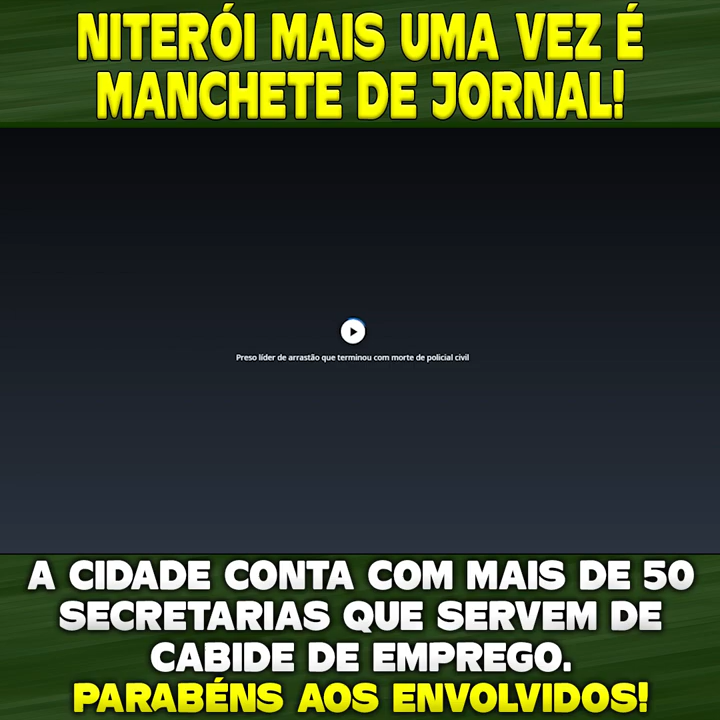 NITERÓI MAIS UMA VEZ É
MANCHETE DE JORNAL!
Preso líder de arrastão que terminou com morte de policial civil
A CIDADE CONTA COM MAIS DE 50
SECRETARIAS QUE SERVEM DE
CABIDE DE EMPREGO.
PARABÉNS AOS ENVOLVIDOS!